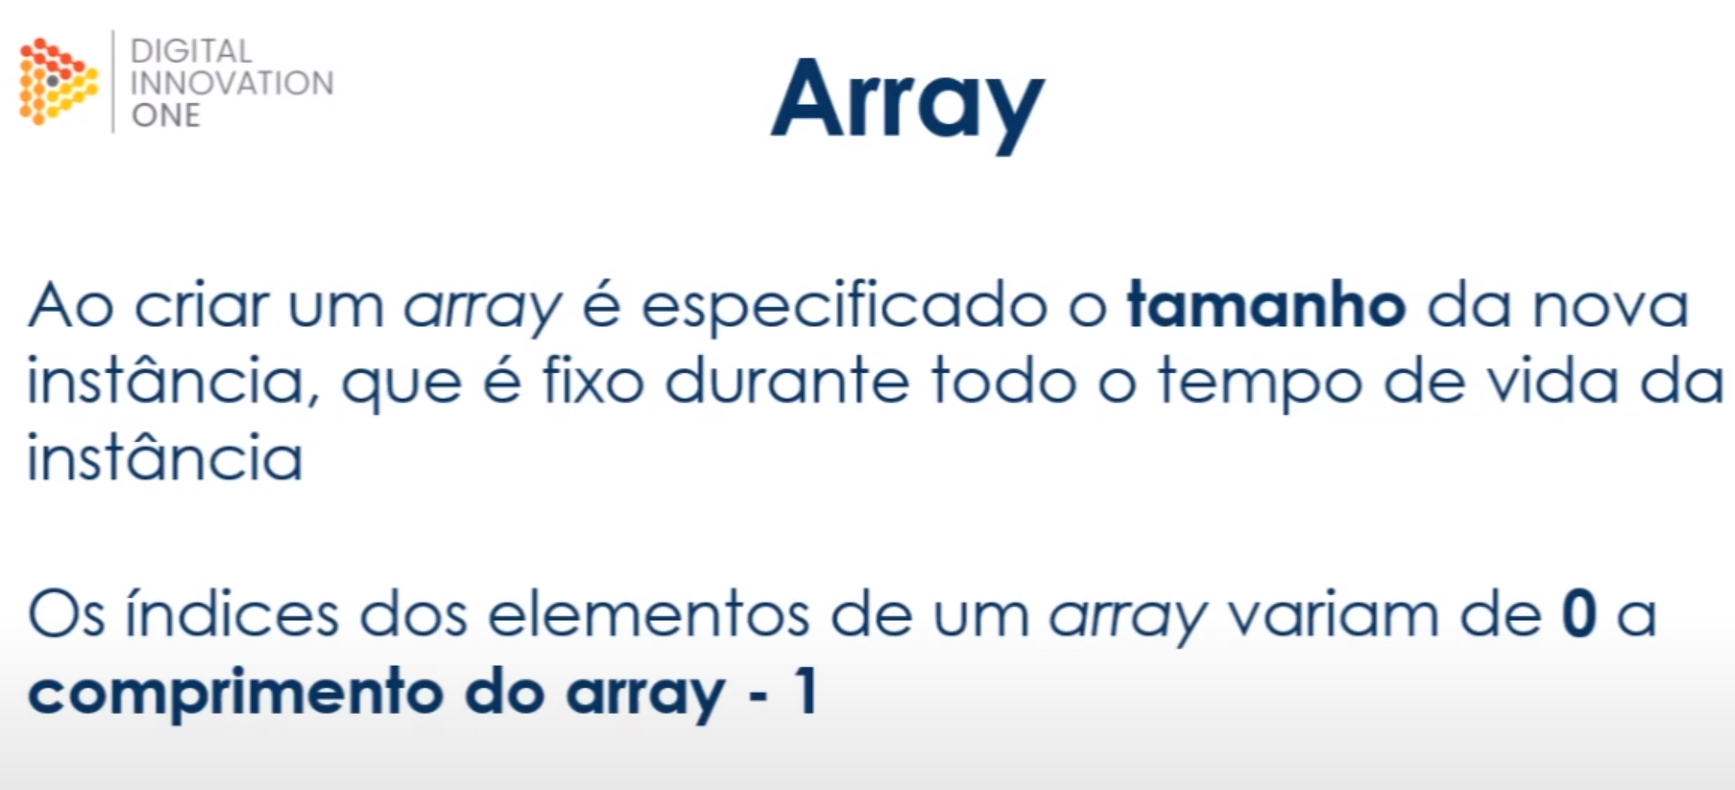 DIGITAL
INNOVATION
ONE
Array
Ao criar um array é especificado o tamanho da nova
instância, que é fixo durante todo o tempo de vida da
instância
Os índices dos elementos de um array variam de 0 a
comprimento do array - 1